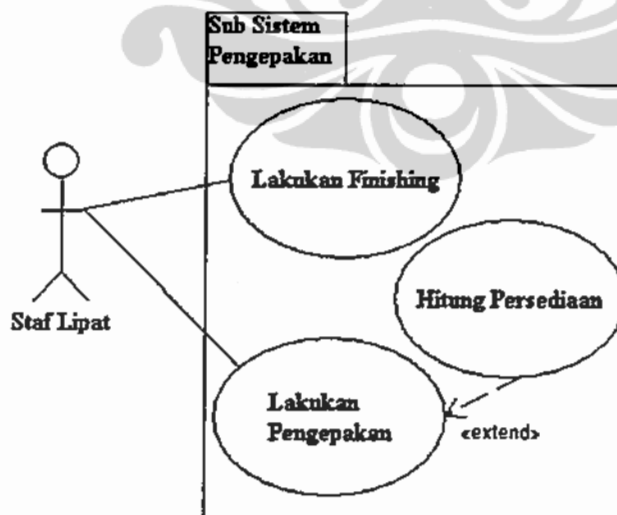 Sub Sistem
Pengepakan
Lakukan Finishing
Hitung Persediaan
Staf Lipat
Lakukan
Pengepakan
«extend»